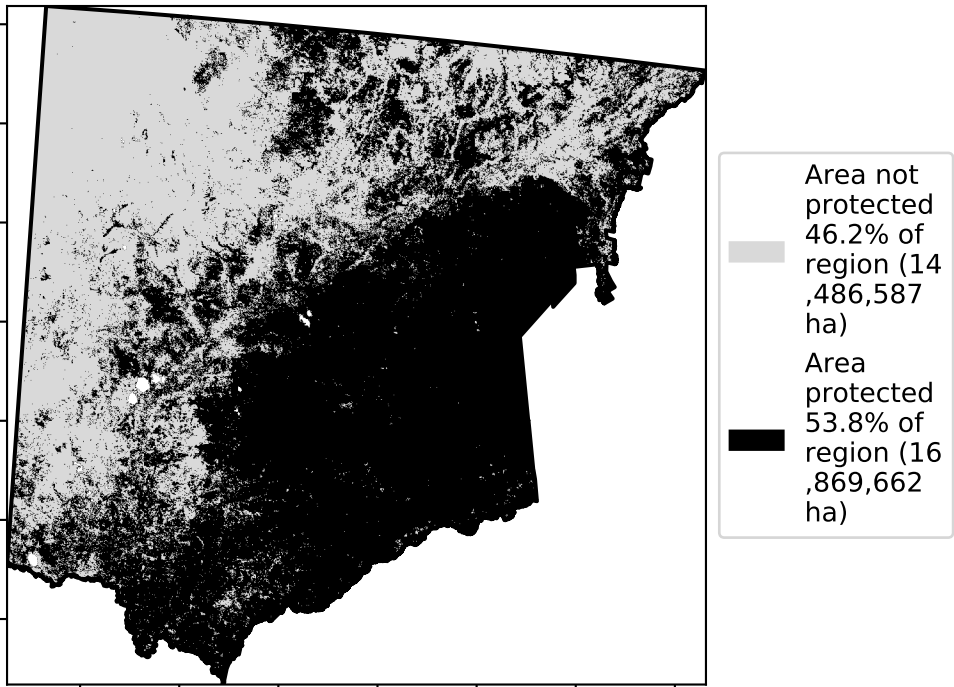 Area not
protected
46.2% of
region (14
,486,587
ha)
Area
protected
53.8% of
region (16
,869,662
ha)